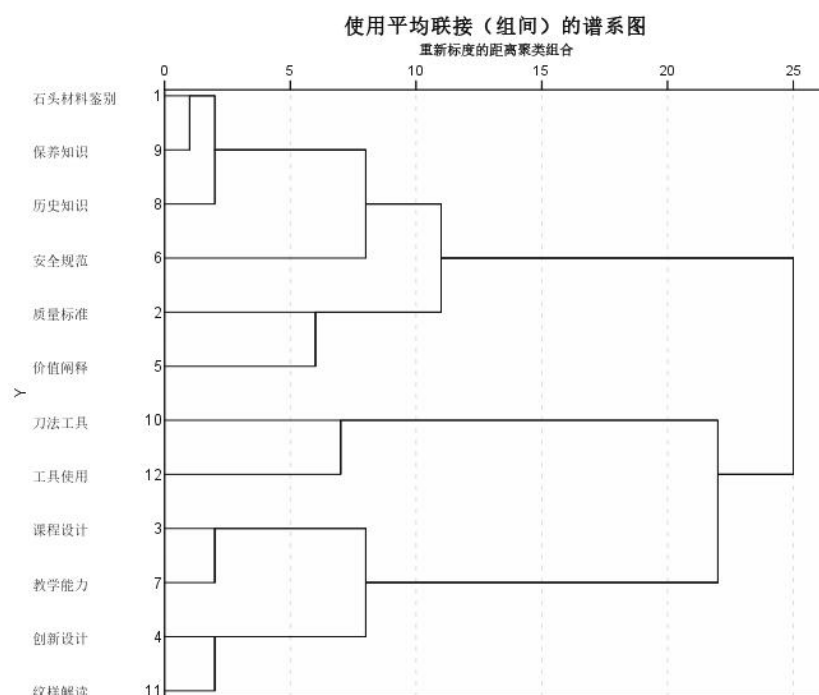 使用平均联接（组间）的谱系图
重新标度的距离聚类组合
0 5 10 15 20 25
石头材料鉴别 1
保养知识 9
历史知识 8
安全规范 6
质量标准 2
价值阐释 5
Y
刀法工具 10
工具使用 12
课程设计 3
教学能力 7
创新设计 4
纹样解读 11